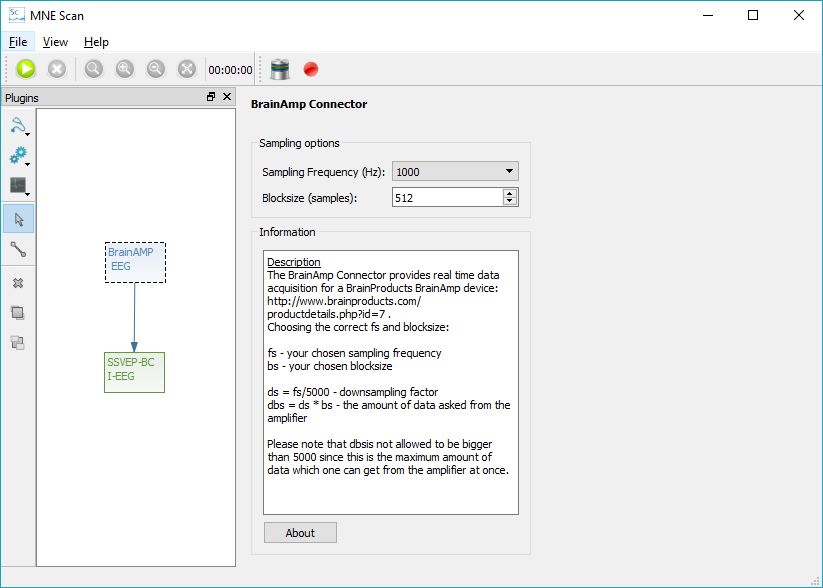 MNE Scan
File View Help
00:00:00
Plugins
BrainAMP
EEG
SSVEP-BC
I-EEG
BrainAmp Connector
Sampling options
Sampling Frequency (Hz): 1000
Blocksize (samples): 512
Information
Description
The BrainAmp Connector provides real time data
acquisition for a BrainProducts BrainAmp device:
http://www.brainproducts.com/
productdetails.php?id=7 .
Choosing the correct fs and blocksize:
fs - your chosen sampling frequency
bs - your chosen blocksize
ds = fs/5000 - downsampling factor
dbs = ds * bs - the amount of data asked from the
amplifier
Please note that dbsis not allowed to be bigger
than 5000 since this is the maximum amount of
data which one can get from the amplifier at once.
About